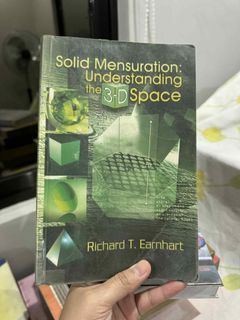 Solid Mensuration:
Understanding
the 3-D Space
Richard T. Earnhart